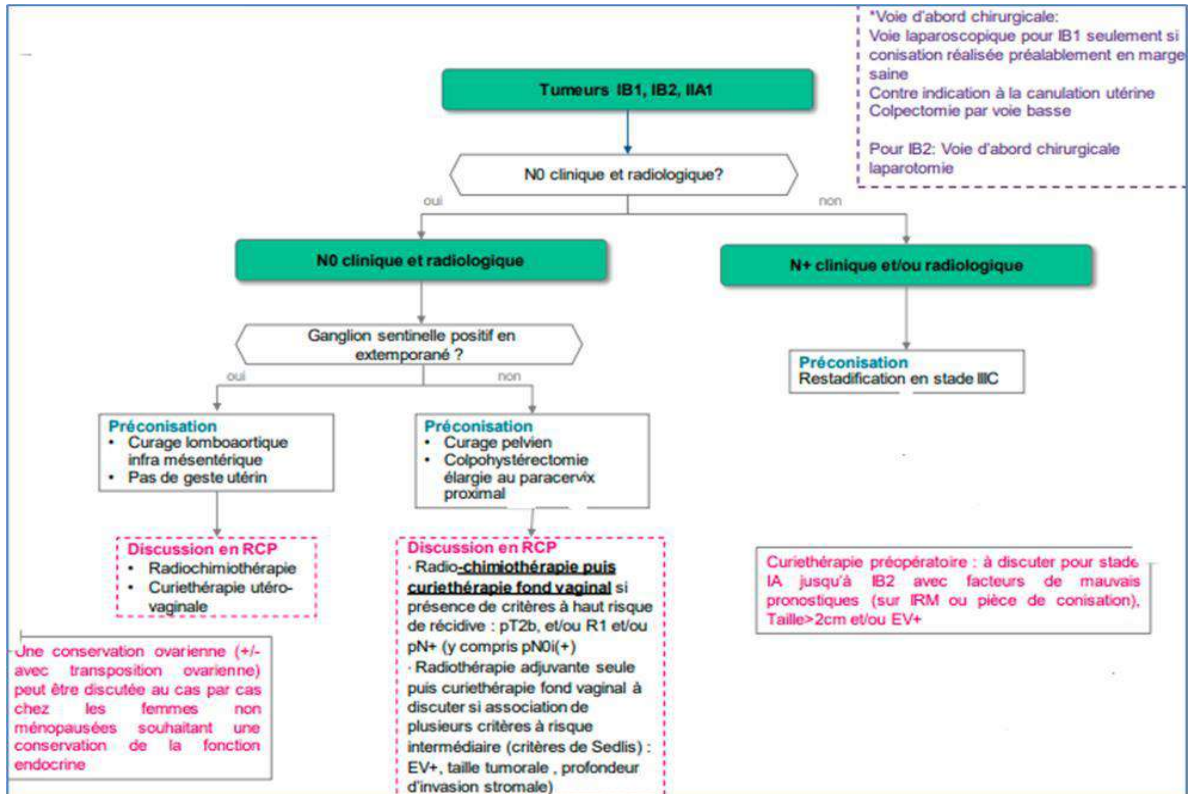 *Voie d'abord chirurgicale:
Voie laparoscopique pour IB1 seulement si
conisation réalisée préalablement en marge
saine
Contre indication à la canulation utérine
Colpectomie par voie basse
Pour IB2: Voie d'abord chirurgicale
laparotomie
Tumeurs IB1, IB2, IIA1
N0 clinique et radiologique?
oui
non
N0 clinique et radiologique
N+ clinique et/ou radiologique
Ganglion sentinelle positif en
extemporané ?
oui
non
Préconisation
Restadification en stade IIIC
Préconisation
• Curage lomboaortique
infra mésentérique
• Pas de geste utérin
Préconisation
• Curage pelvien
• Colpohystérectomie
élargie au paracervix
proximal
Discussion en RCP
• Radiochimiothérapie
• Curiethérapie utéro-
vaginale
Discussion en RCP
· Radio-chimiothérapie puis
curiethérapie fond vaginal si
présence de critères à haut risque
de récidive : pT2b, et/ou R1 et/ou
pN+ (y compris pN0i(+)
· Radiothérapie adjuvante seule
puis curiethérapie fond vaginal à
discuter si association de
plusieurs critères à risque
intermédiaire (critères de Sedlis) :
EV+, taille tumorale , profondeur
d'invasion stromale)
Curiethérapie préopératoire : à discuter pour stade
IA jusqu'à IB2 avec facteurs de mauvais
pronostiques (sur IRM ou pièce de conisation),
Taille>2cm et/ou EV+
Une conservation ovarienne (+/-
avec transposition ovarienne)
peut être discutée au cas par cas
chez les femmes non
ménopausées souhaitant une
conservation de la fonction
endocrine